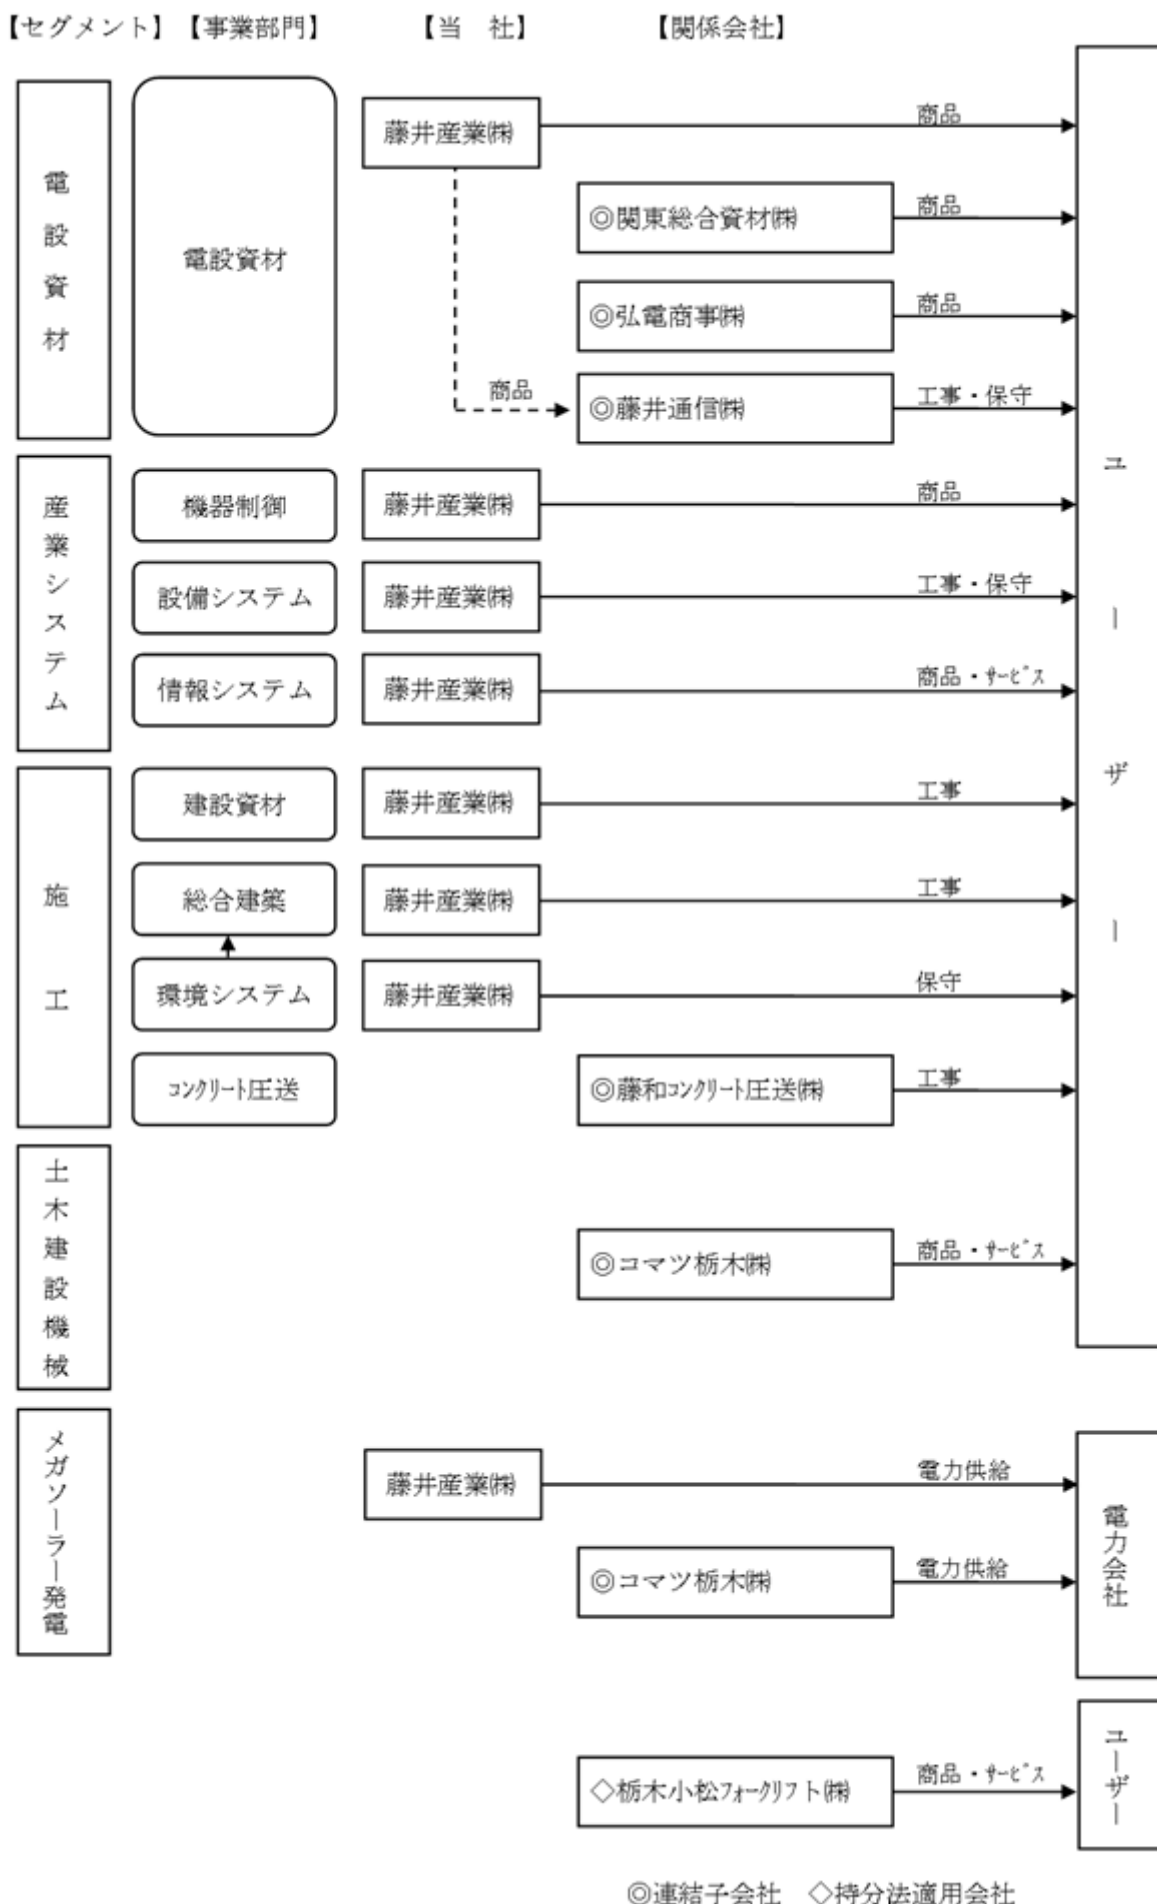 【セグメント】【事業部門】　【当　社】　【関係会社】
電設資材
電設資材
藤井産業㈱
商品
◎関東総合資材㈱
商品
◎弘電商事㈱
商品
商品
◎藤井通信㈱
工事・保守
ユーザー
産業システム
機器制御
藤井産業㈱
商品
設備システム
藤井産業㈱
工事・保守
情報システム
藤井産業㈱
商品・ｻｰﾋﾞｽ
施工
建設資材
藤井産業㈱
工事
総合建築
藤井産業㈱
工事
環境システム
藤井産業㈱
保守
ｺﾝｸﾘｰﾄ圧送
◎藤和ｺﾝｸﾘｰﾄ圧送㈱
工事
土木建設機械
◎コマツ栃木㈱
商品・ｻｰﾋﾞｽ
メガソーラー発電
藤井産業㈱
電力供給
◎コマツ栃木㈱
電力供給
電力会社
◇栃木小松ﾌｫｰｸﾘﾌﾄ㈱
商品・ｻｰﾋﾞｽ
ユーザー
◎連結子会社　◇持分法適用会社